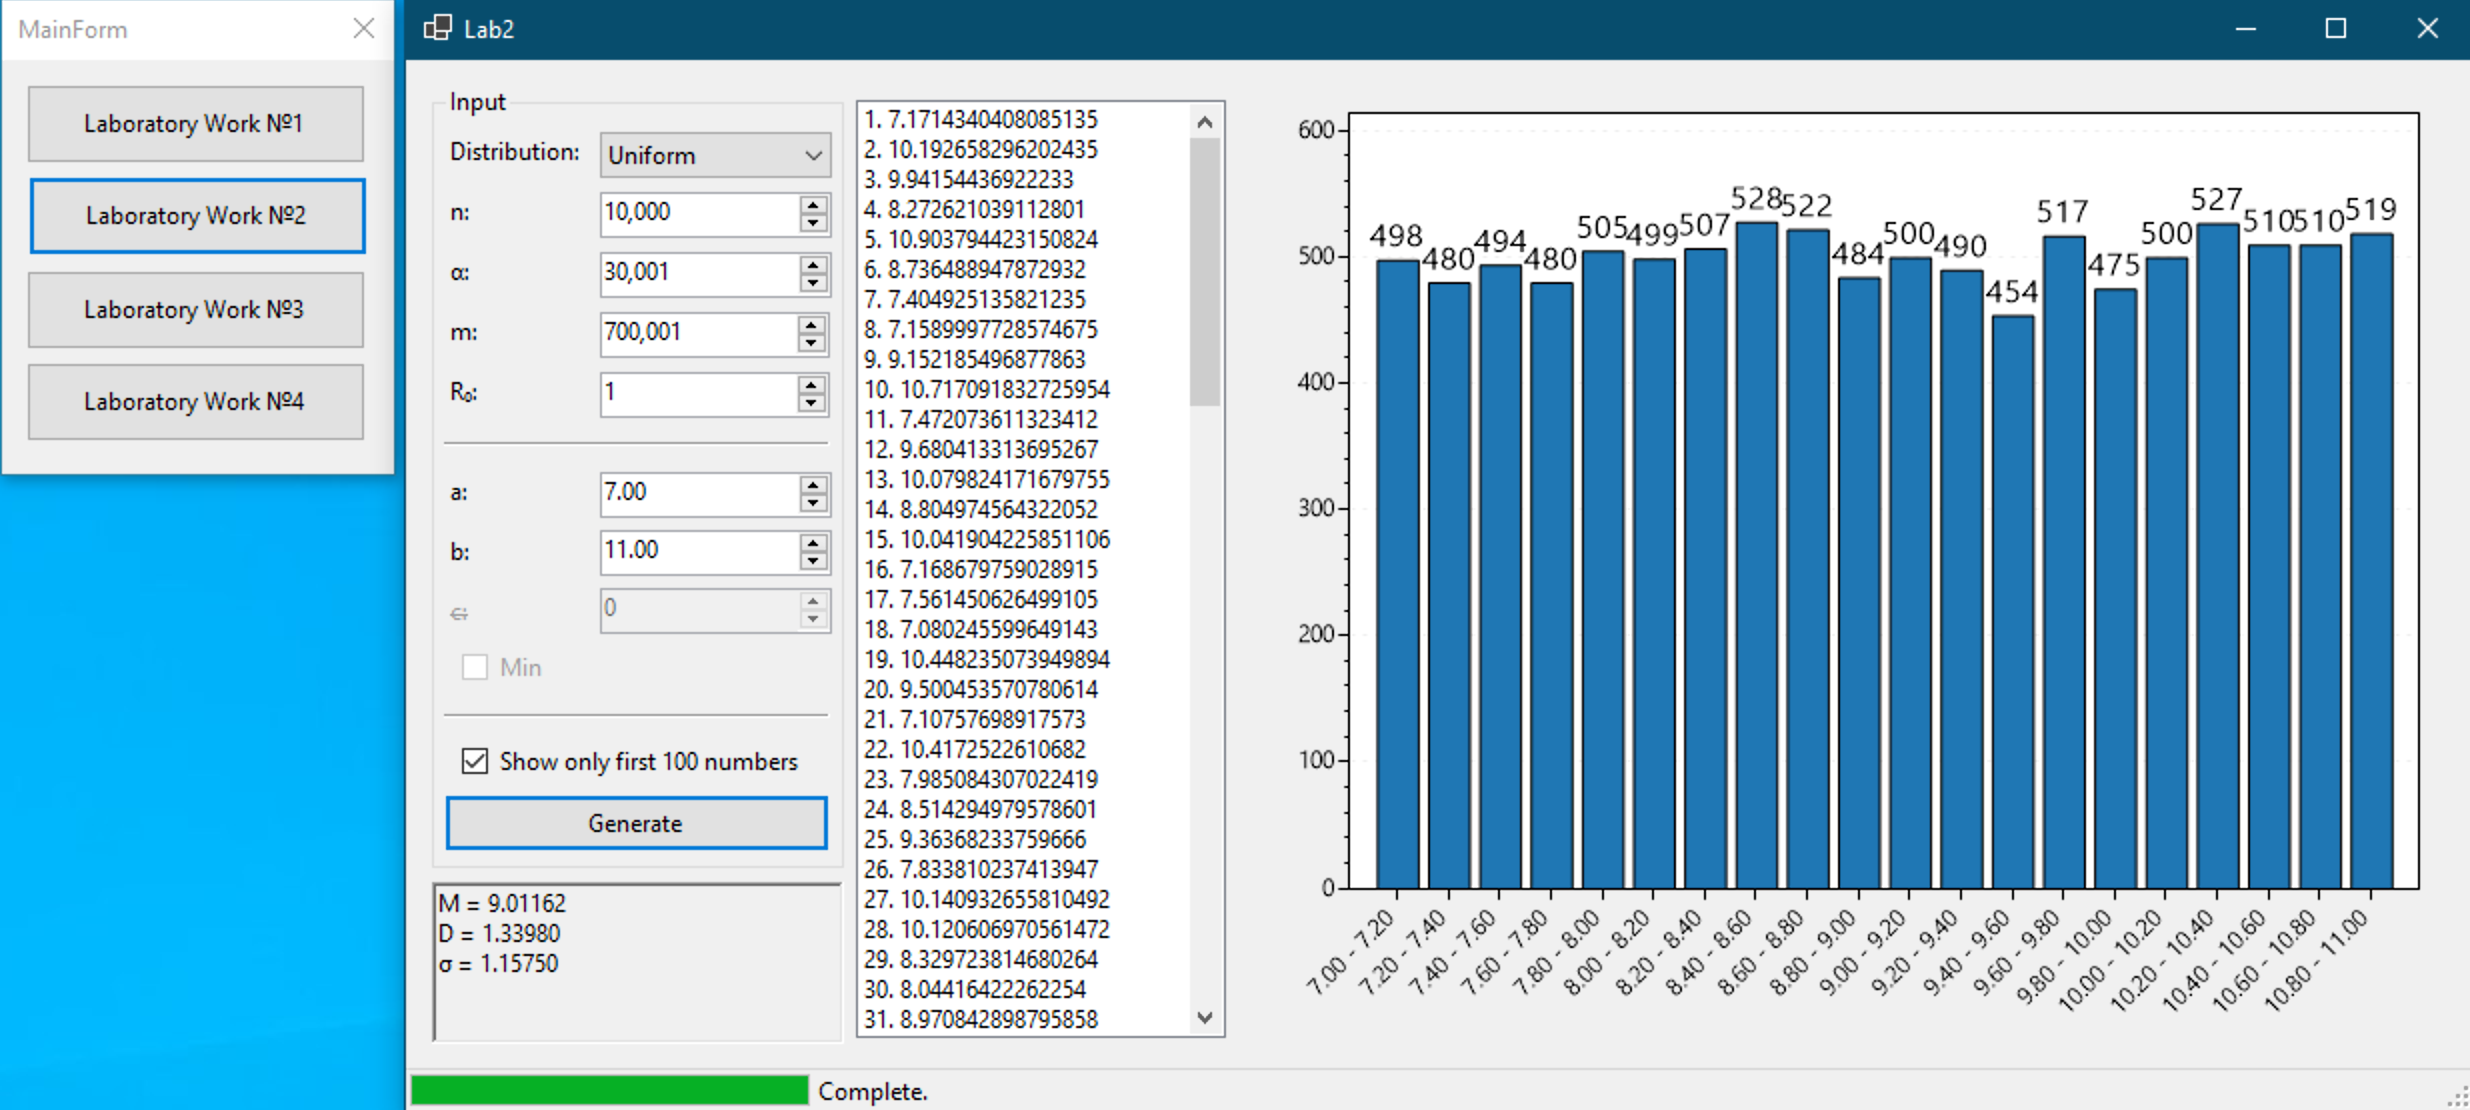 MainForm
Laboratory Work №1
Laboratory Work №2
Laboratory Work №3
Laboratory Work №4
Lab2
Input
Distribution: Uniform
n: 10,000
α: 30,001
m: 700,001
R₀: 1
a: 7.00
b: 11.00
c: 0
Min
Show only first 100 numbers
Generate
M = 9.01162
D = 1.33980
σ = 1.15750
1. 7.1714340408085135
2. 10.192658296202435
3. 9.94154436922233
4. 8.272621039112801
5. 10.903794423150824
6. 8.736488947872932
7. 7.404925135821235
8. 7.1589997728574675
9. 9.152185496877863
10. 10.717091832725954
11. 7.472073611323412
12. 9.680413313695267
13. 10.079824171679755
14. 8.804974564322052
15. 10.041904225851106
16. 7.168679759028915
17. 7.561450626499105
18. 7.080245599649143
19. 10.448235073949894
20. 9.500453570780614
21. 7.10757698917573
22. 10.4172522610682
23. 7.985084307022419
24. 8.514294979578601
25. 9.36368233759666
26. 7.833810237413947
27. 10.140932655810492
28. 10.120606970561472
29. 8.329723814680264
30. 8.04416422262254
31. 8.970842898795858
600
500
400
300
200
100
0
498
480
494
480
505
499
507
528
522
484
500
490
454
517
475
500
527
510
510
519
7.00 - 7.20
7.20 - 7.40
7.40 - 7.60
7.60 - 7.80
7.80 - 8.00
8.00 - 8.20
8.20 - 8.40
8.40 - 8.60
8.60 - 8.80
8.80 - 9.00
9.00 - 9.20
9.20 - 9.40
9.40 - 9.60
9.60 - 9.80
9.80 - 10.00
10.00 - 10.20
10.20 - 10.40
10.40 - 10.60
10.60 - 10.80
10.80 - 11.00
Complete.